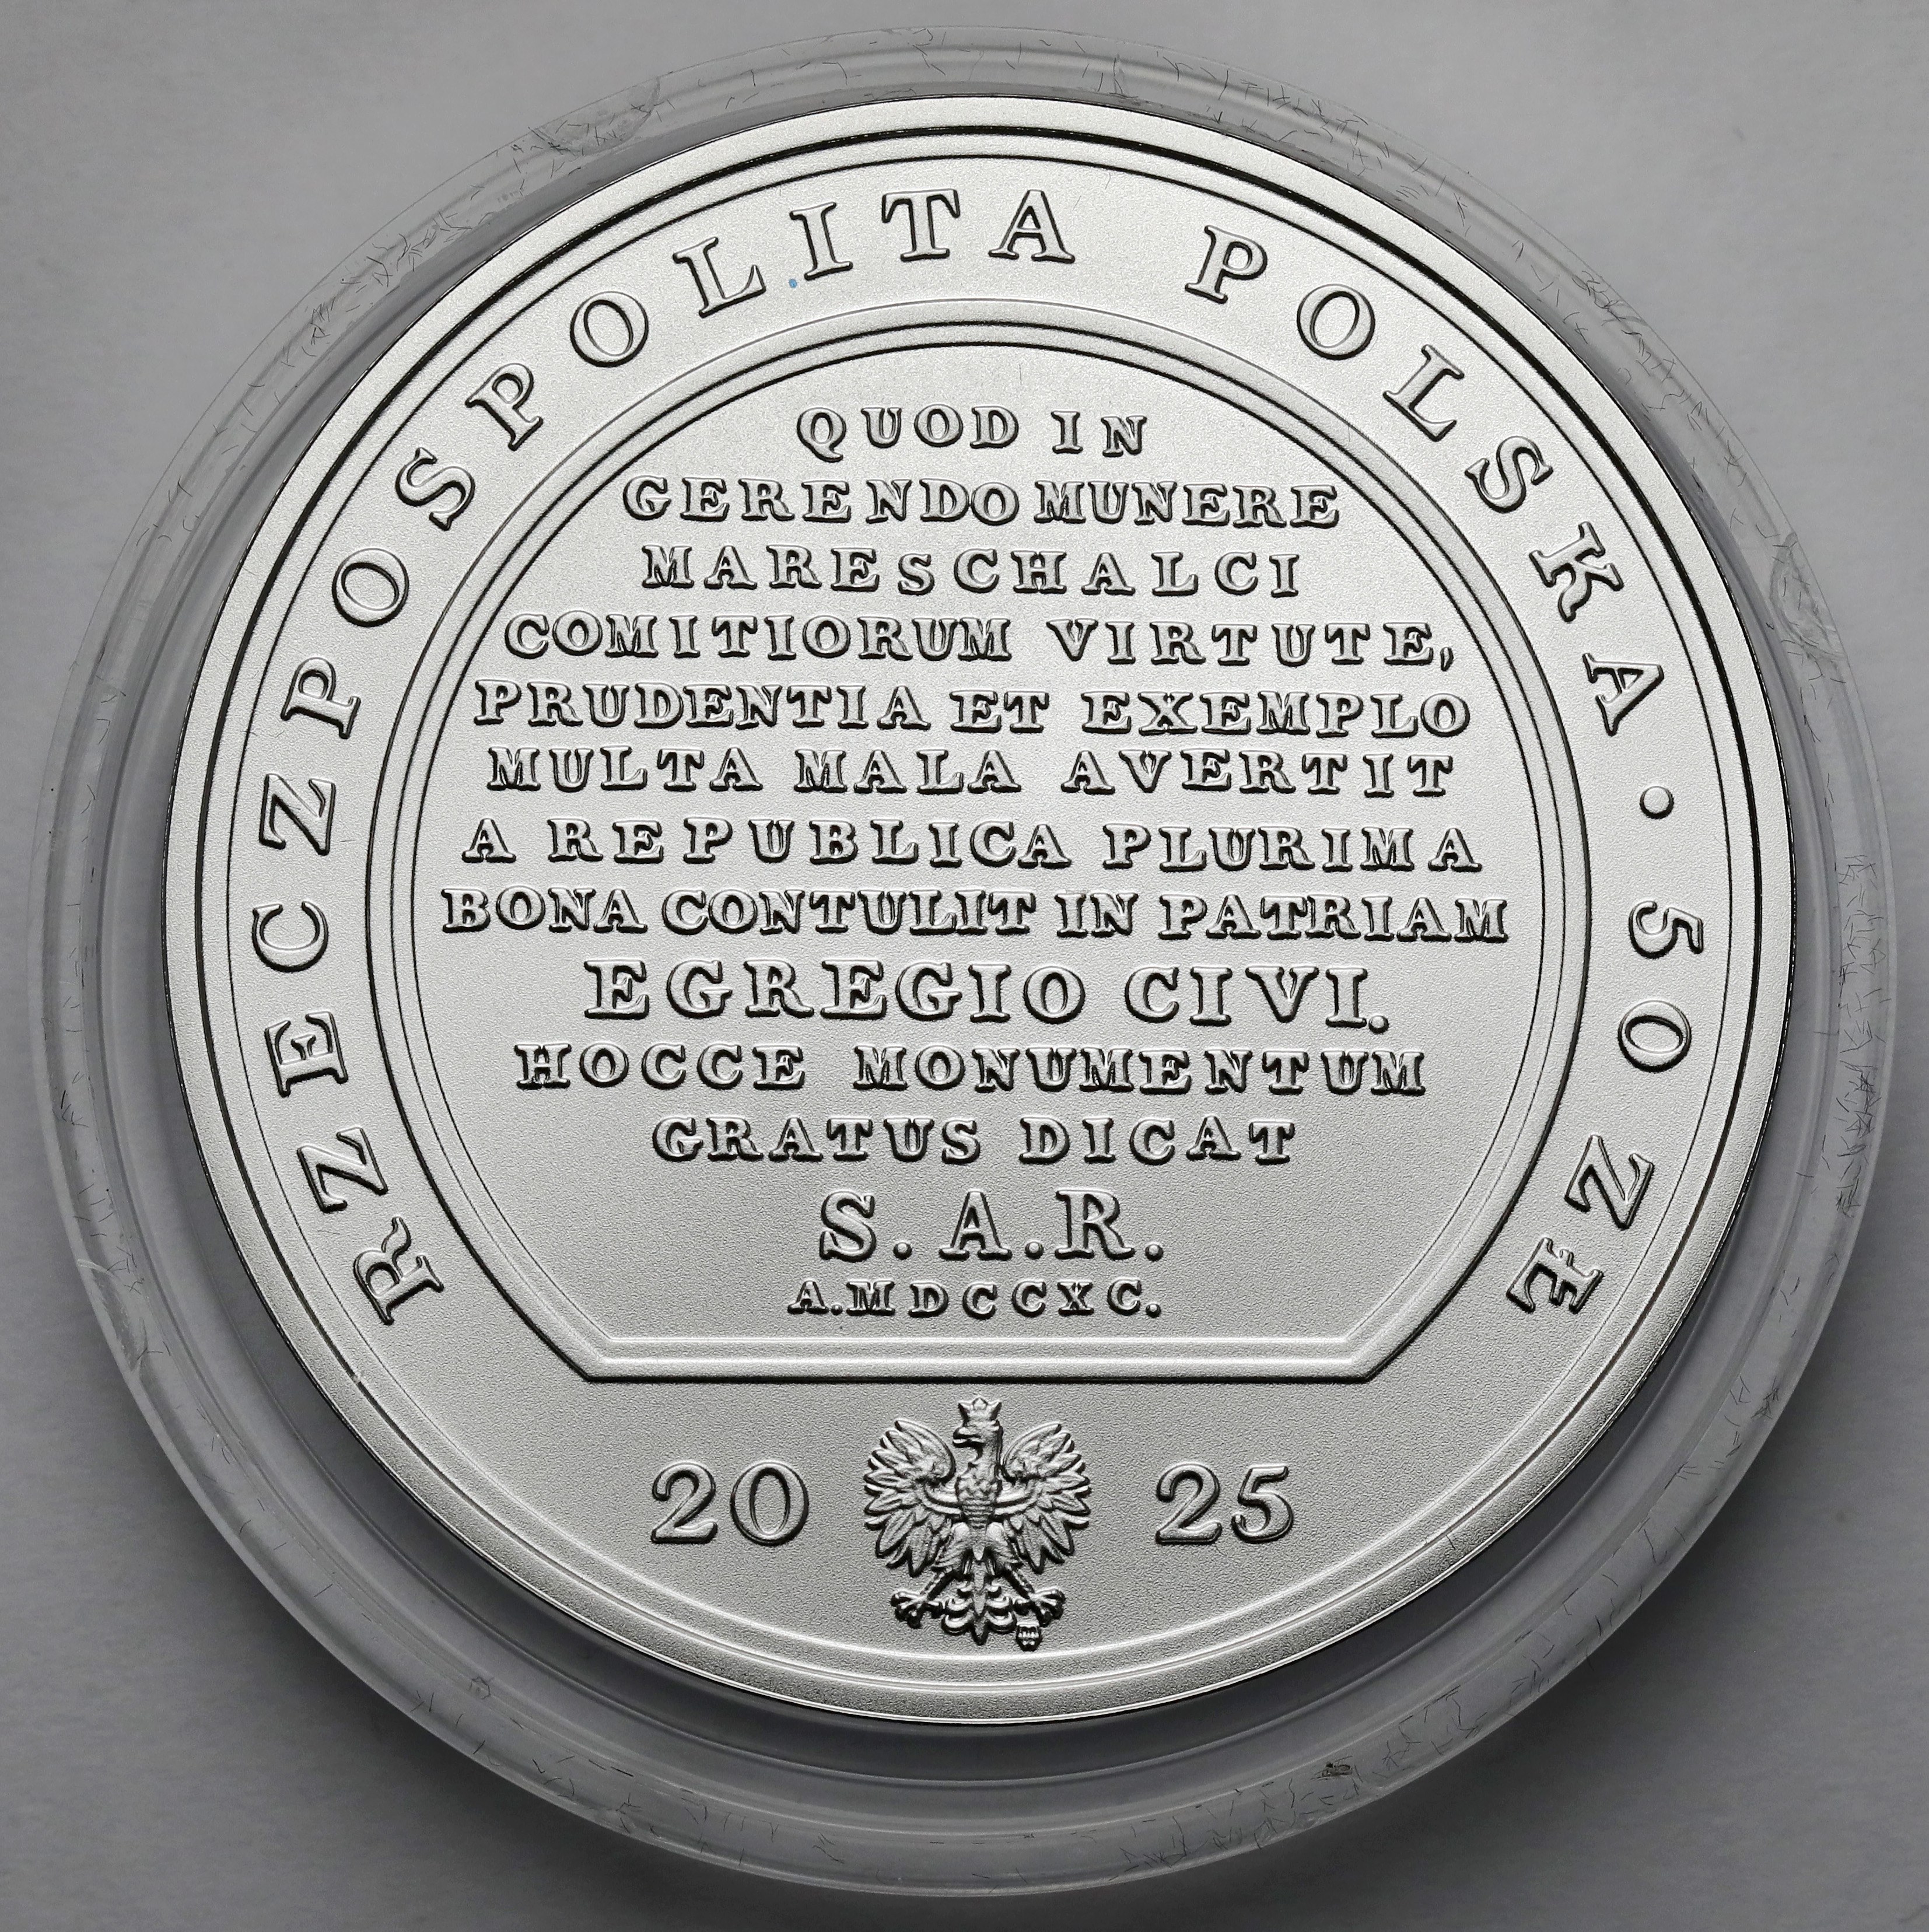 RZECZPOSPOLITA POLSKA · 50 ZŁ
QUOD IN
GERENDO MUNERE
MARESCHALCI
COMITIORUM VIRTUTE,
PRUDENTIA ET EXEMPLO
MULTA MALA AVERTIT
A REPUBLICA PLURIMA
BONA CONTULIT IN PATRIAM
EGREGIO CIVI.
HOCCE MONUMENTUM
GRATUS DICAT
S. A. R.
A.MDCCXC.
20 25